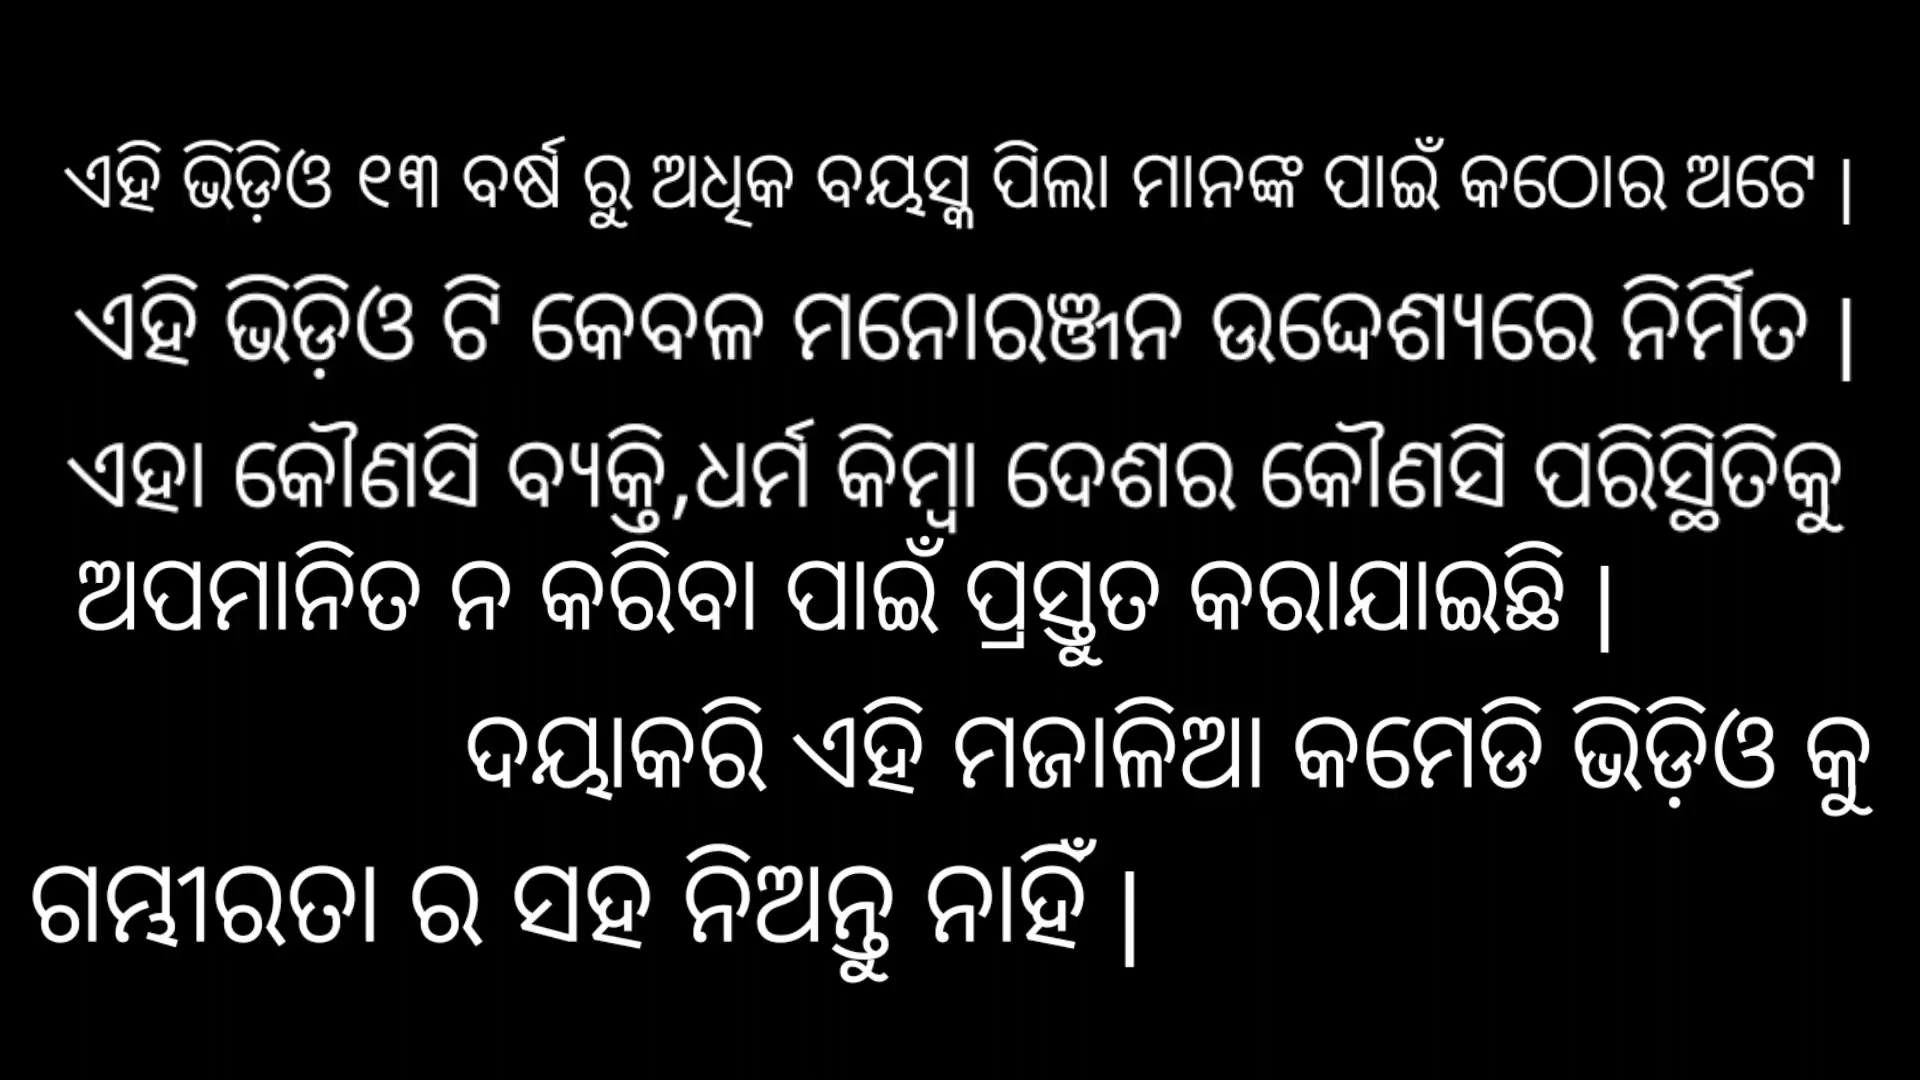 ଏହି ଭିଡ଼ିଓ ୧୩ ବର୍ଷ ରୁ ଅଧିକ ବୟସ୍କ ପିଲା ମାନଙ୍କ ପାଇଁ କଠୋର ଅଟେ |
ଏହି ଭିଡ଼ିଓ ଟି କେବଳ ମନୋରଞ୍ଜନ ଉଦ୍ଦେଶ୍ୟରେ ନିର୍ମିତ |
ଏହା କୌଣସି ବ୍ୟକ୍ତି,ଧର୍ମ କିମ୍ବା ଦେଶର କୌଣସି ପରିସ୍ଥିତିକୁ
ଅପମାନିତ ନ କରିବା ପାଇଁ ପ୍ରସ୍ତୁତ କରାଯାଇଛି |
ଦୟାକରି ଏହି ମଜାଳିଆ କମେଡି ଭିଡ଼ିଓ କୁ
ଗମ୍ଭୀରତା ର ସହ ନିଅନ୍ତୁ ନାହିଁ |